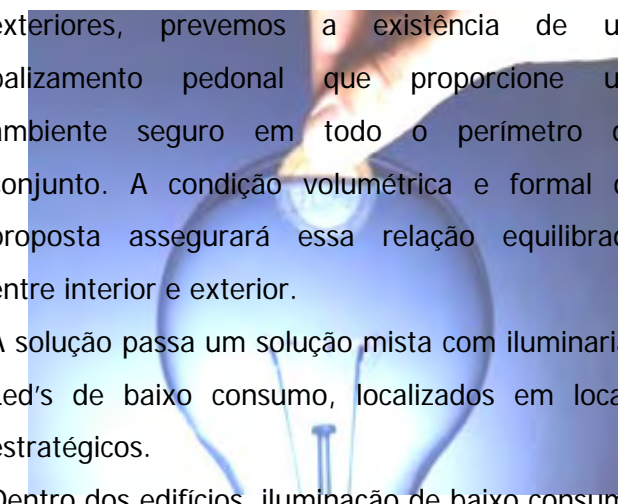 exteriores, prevemos a existência de u
balizamento pedonal que proporcione u
ambiente seguro em todo o perímetro d
conjunto. A condição volumétrica e formal d
proposta assegurará essa relação equilibrad
entre interior e exterior.
A solução passa um solução mista com iluminaria
Led's de baixo consumo, localizados em loca
estratégicos.
Dentro dos edifícios, iluminação de baixo consum